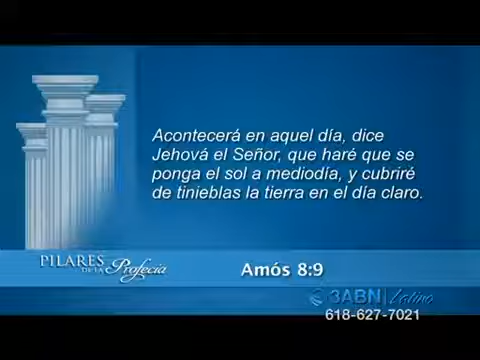 Acontecerá en aquel día, dice
Jehová el Señor, que haré que se
ponga el sol a mediodía, y cubriré
de tinieblas la tierra en el día claro.
PILARES
DE LA Profecía
Amós 8:9
3ABN Latino
618-627-7021